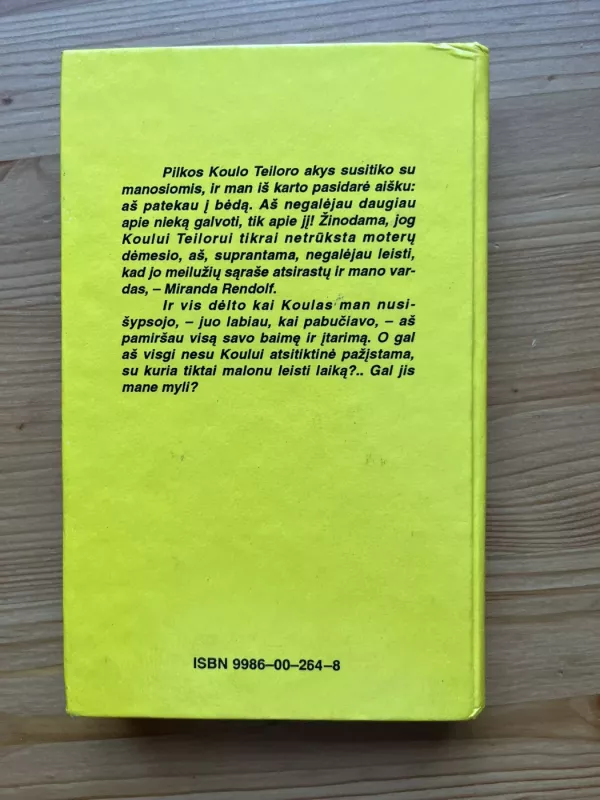 Pilkos Koulo Teiloro akys susitiko su
manosiomis, ir man iš karto pasidarė aišku:
aš patekau į bėdą. Aš negalėjau daugiau
apie nieką galvoti, tik apie jį! Žinodama, jog
Koului Teilorui tikrai netrūksta moterų
dėmesio, aš, suprantama, negalėjau leisti,
kad jo meilužių sąraše atsirastų ir mano var-
das, – Miranda Rendolf.
Ir vis dėlto kai Koulas man nusi-
šypsojo, – juo labiau, kai pabučiavo, – aš
pamiršau visą savo baimę ir įtarimą. O gal
aš visgi nesu Koului atsitiktinė pažįstama,
su kuria tiktai malonu leisti laiką?.. Gal jis
mane myli?
ISBN 9986–00–264–8